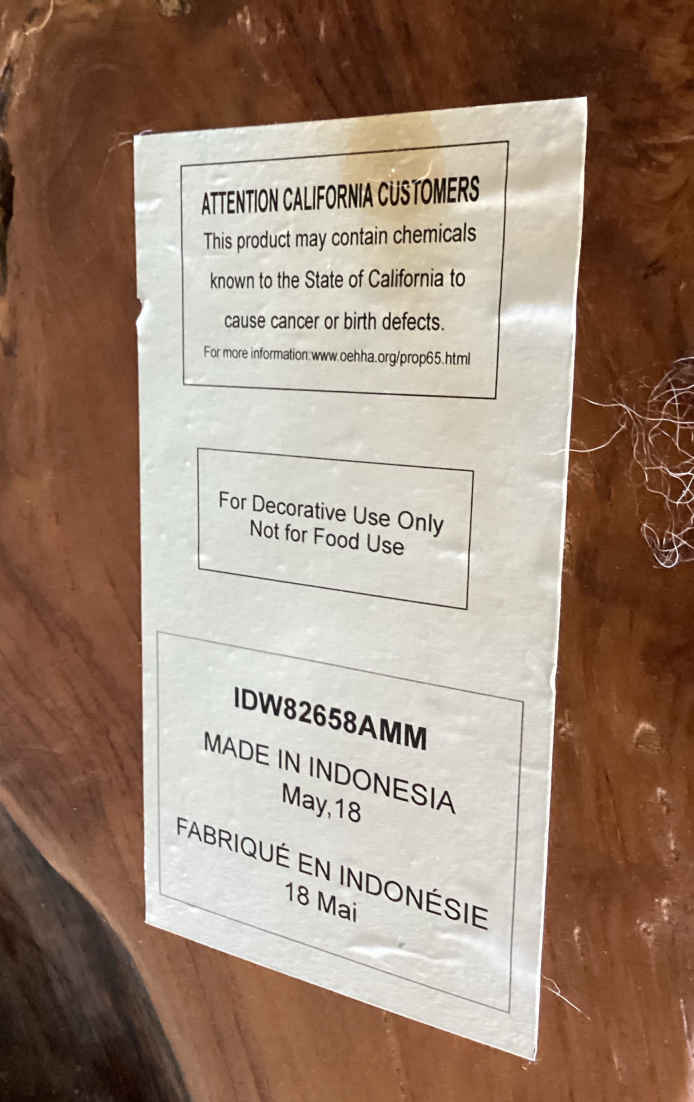 ATTENTION CALIFORNIA CUSTOMERS
This product may contain chemicals
known to the State of California to
cause cancer or birth defects.
For more information:www.oehha.org/prop65.html
For Decorative Use Only
Not for Food Use
IDW82658AMM
MADE IN INDONESIA
May,18
FABRIQUÉ EN INDONÉSIE
18 Mai